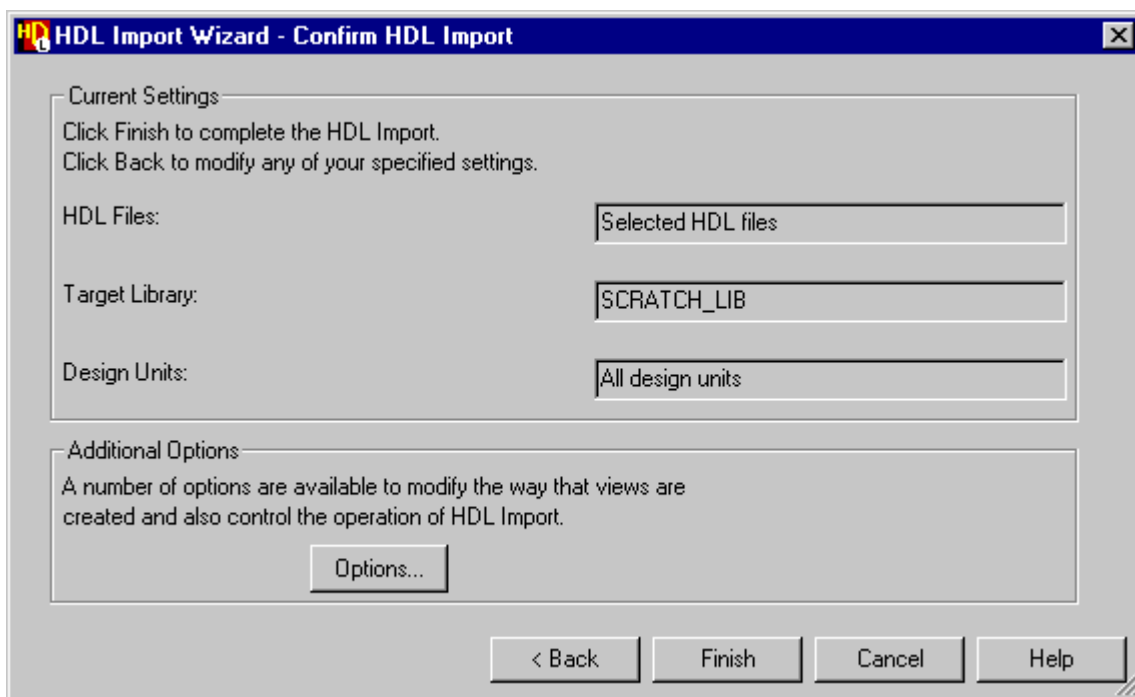 HDL Import Wizard - Confirm HDL Import
Current Settings
Click Finish to complete the HDL Import.
Click Back to modify any of your specified settings.
HDL Files:
Selected HDL files
Target Library:
SCRATCH_LIB
Design Units:
All design units
Additional Options
A number of options are available to modify the way that views are
created and also control the operation of HDL Import.
Options...
< Back
Finish
Cancel
Help